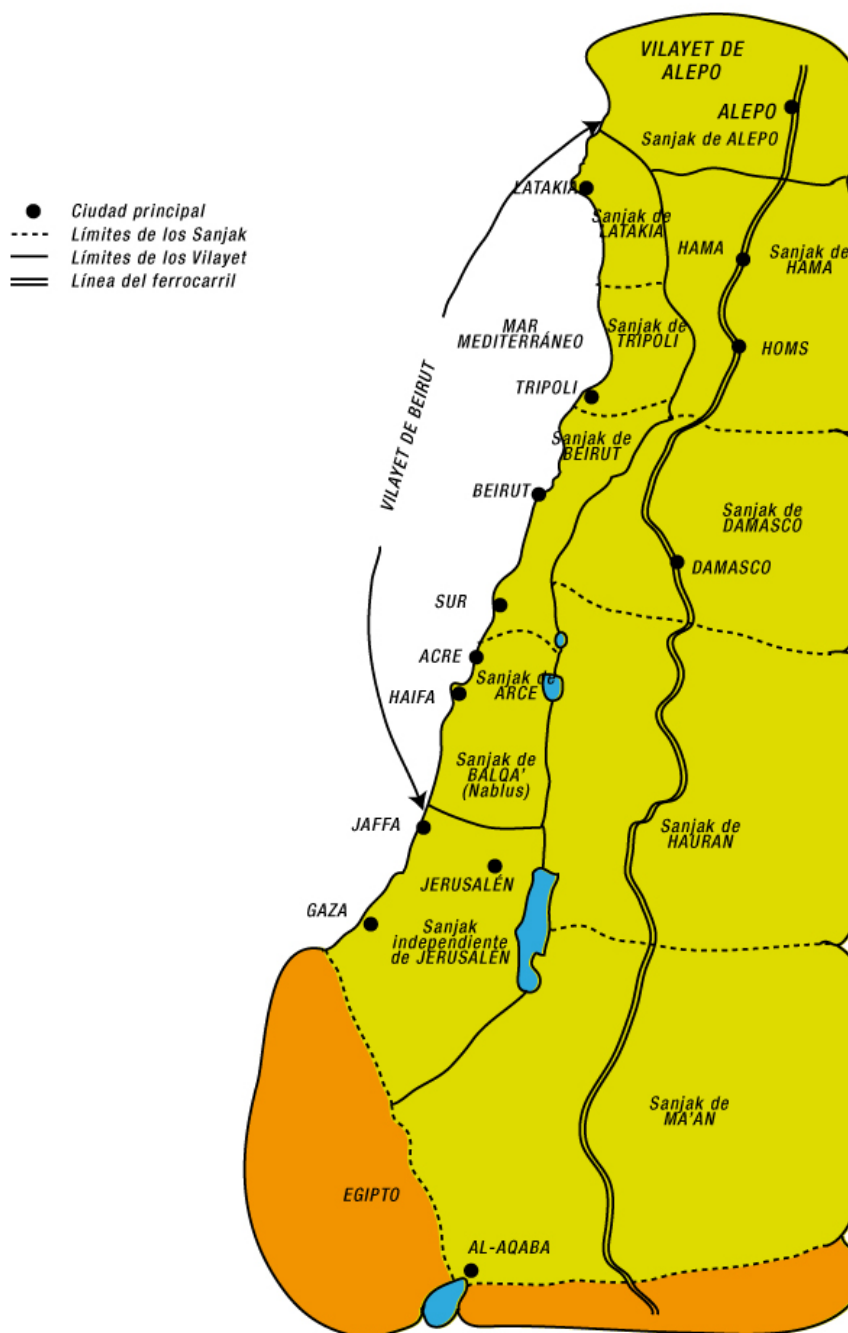 VILAYET DE
ALEPO
ALEPO
Sanjak de ALEPO
LATAKIA
Sanjak de
LATAKIA
Ciudad principal
Límites de los Sanjak
Límites de los Vilayet
Línea del ferrocarril
HAMA
Sanjak de
HAMA
MAR
MEDITERRÁNEO
Sanjak de
TRIPOLI
HOMS
TRIPOLI
VILAYET DE BEIRUT
Sanjak de
BEIRUT
BEIRUT
Sanjak de
DAMASCO
DAMASCO
SUR
ACRE
Sanjak de
ARCE
HAIFA
Sanjak de
BALQA'
(Nablus)
JAFFA
Sanjak de
HAURAN
JERUSALÉN
GAZA
Sanjak
independiente
de JERUSALÉN
Sanjak de
MA'AN
EGIPTO
AL-AQABA